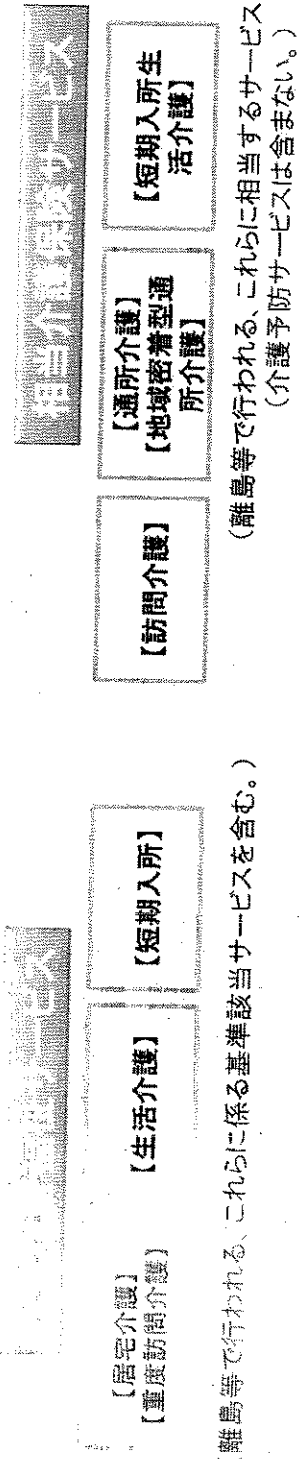 【居宅介護】
【重度訪問介護】
【生活介護】
【短期入所】
(離島等で行われる、これらに係る基準該当サービスを含む。)
【訪問介護】
【通所介護】
【地域密着型通
所介護】
【短期入所生
活介護】
(離島等で行われる、これらに相当するサービス
(介護予防サービスは含まない。)